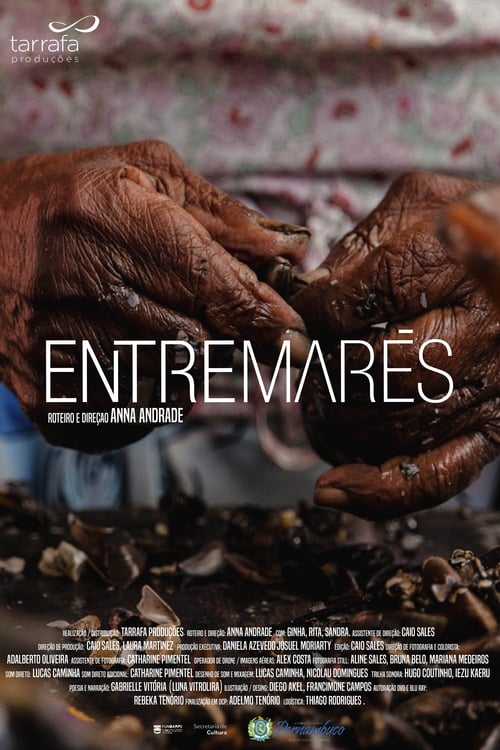 tarrafa
produções
ENTREMARÉS
ROTEIRO E DIREÇAO ANNA ANDRADE
REALIZAÇÃO / DISTRIBUIÇÃO: TARRAFA PRODUÇÕES ROTEIRO E DIREÇÃO: ANNA ANDRADE COM: GINHA, RITA, SANDRA. ASSISTENTE DE DIREÇÃO: CAIO SALES
DIREÇÃO DE PRODUÇÃO: CAIO SALES, LAURA MARTINEZ PRODUÇÃO EXECUTIVA: DANIELA AZEVEDO JOSUEL MORIARTY EDIÇÃO: CAIO SALES DIREÇÃO DE FOTOGRAFIA E COLORISTA:
ADALBERTO OLIVEIRA ASSISTENTE DE FOTOGRAFIA: CATHARINE PIMENTEL OPERADOR DE DRONE / IMAGENS AÉREAS: ALEX COSTA FOTOGRAFIA STILL: ALINE SALES, BRUNA BELO, MARIANA MEDEIROS
SOM DIRETO: LUCAS CAMINHA SOM DIRETO ADICIONAL: CATHARINE PIMENTEL DESENHO DE SOM E MIXAGEM: LUCAS CAMINHA, NICOLAU DOMINGUES TRILHA SONORA: HUGO COUTINHO, IEZU KAERU
POESIA E NARRAÇÃO: GABRIELLE VITÓRIA (LUNA VITROLIRA) ILUSTRAÇÃO / DESING: DIEGO AKEL, FRANCIMONE CAMPOS AUTORAÇÃO DVD E BLU RAY:
REBEKA TENÓRIO FINALIZAÇÃO EM DCP: ADELMO TENÓRIO LOGÍSTICA: THIAGO RODRIGUES .
FUNDARPE
Secretaria de
Cultura
Pernambuco